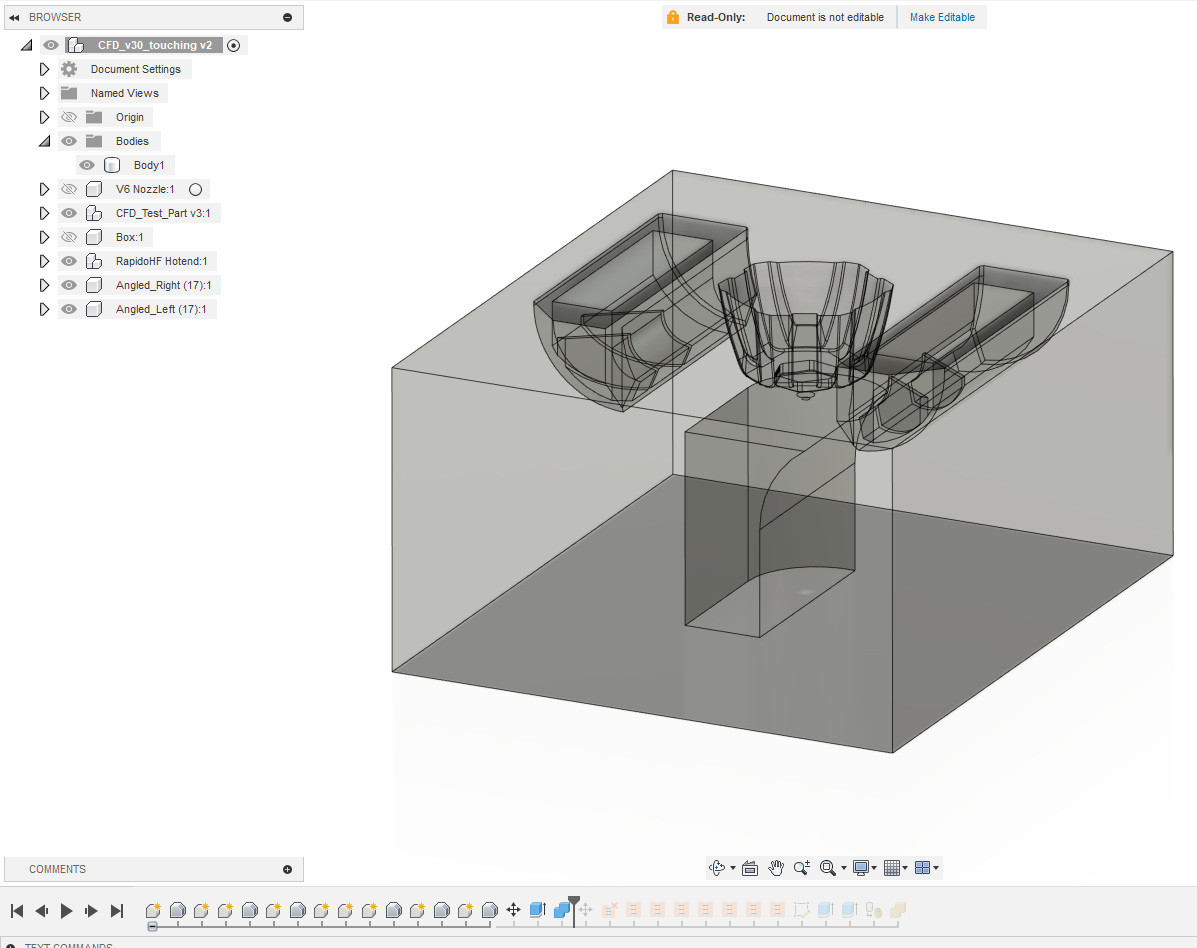 BROWSER
Read-Only: Document is not editable Make Editable
CFD_v30_touching v2
Document Settings
Named Views
Origin
Bodies
Body1
V6 Nozzle:1
CFD_Test_Part v3:1
Box:1
RapidoHF Hotend:1
Angled_Right (17):1
Angled_Left (17):1
COMMENTS
TEXT COMMANDS